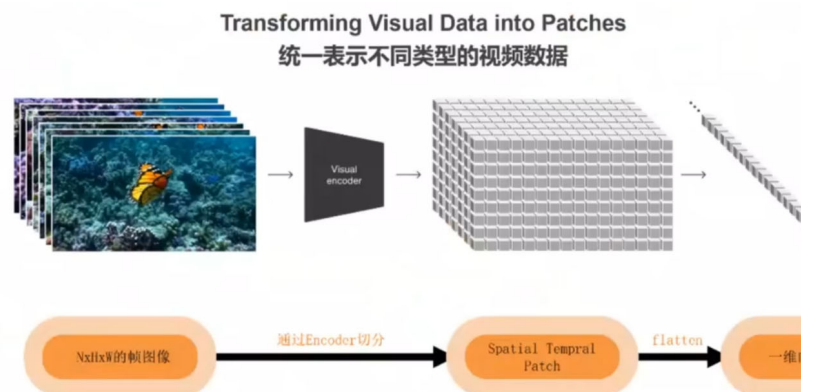 Transforming Visual Data into Patches
统一表示不同类型的视频数据
Visual
encoder
NxHxW的帧图像
通过Encoder切分
Spatial Tempral
Patch
flatten
一维